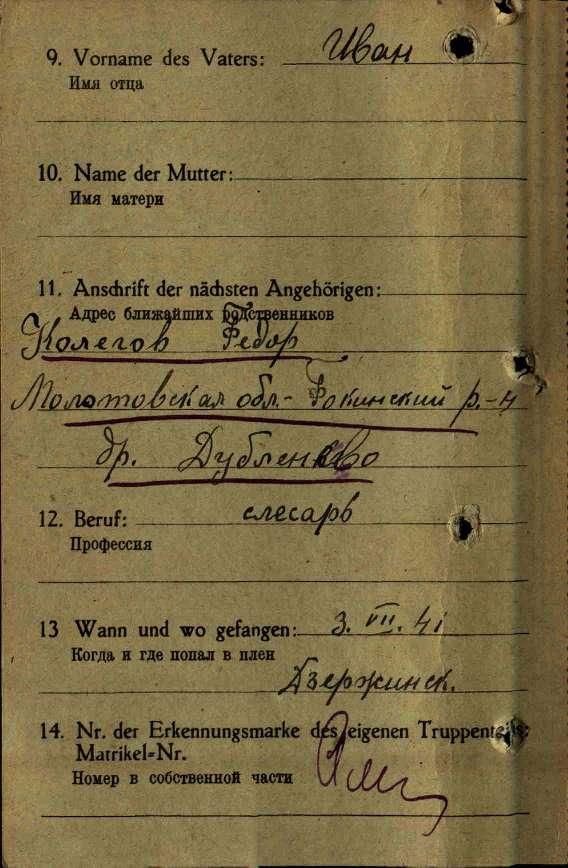 9. Vorname des Vaters: Иван
Имя отца
10. Name der Mutter:
Имя матери
11. Anschrift der nächsten Angehörigen:
Адрес ближайших родственников
Колегов Федор
Молотовская обл.- Фокинский р.-н
др. Дубленево
12. Beruf: слесарь
Профессия
13 Wann und wo gefangen: 3. VII. 41
Когда и где попал в плен
Дзержинск.
14. Nr. der Erkennungsmarke des eigenen Truppenteils:
Matrikel=Nr.
Номер в собственной части